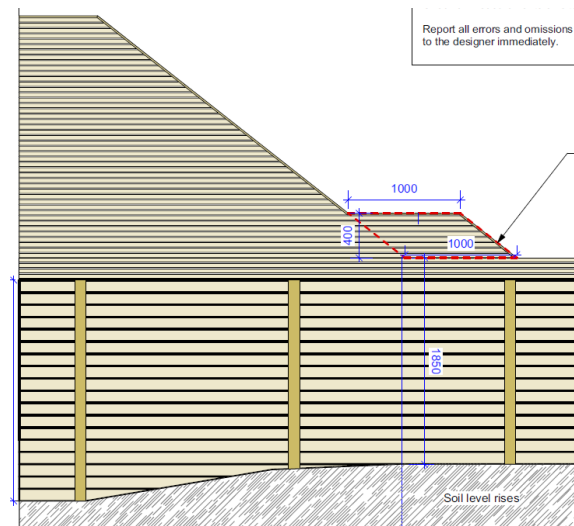 Report all errors and omissions
to the designer immediately.
1000
400
1000
1850
Soil level rises